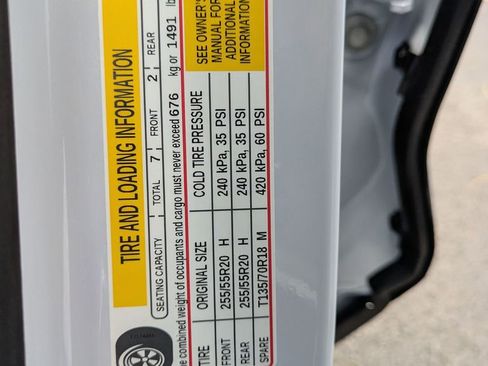 TIRE AND LOADING INFORMATION
SEATING CAPACITY TOTAL 7 FRONT 2 REAR
e combined weight of occupants and cargo must never exceed 676 kg or 1491 lb
TIRE ORIGINAL SIZE COLD TIRE PRESSURE
FRONT 255/55R20 H 240 kPa, 35 PSI
REAR 255/55R20 H 240 kPa, 35 PSI
SPARE T135/70R18 M 420 kPa, 60 PSI
SEE OWNER'S
MANUAL FOR
ADDITIONAL
INFORMATION